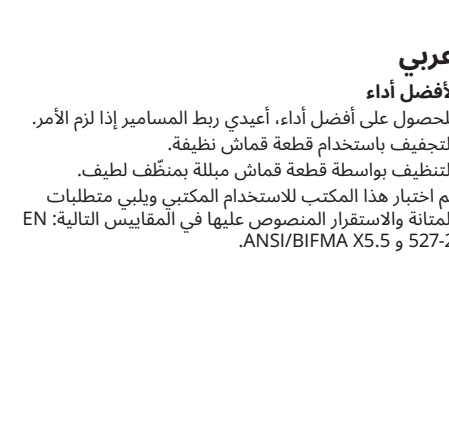 عربي
لأفضل أداء
للحصول على أفضل أداء، أعيدي ربط المسامير إذا لزم الأمر.
التجفيف باستخدام قطعة قماش نظيفة.
التنظيف بواسطة قطعة قماش مبللة بمنظّف لطيف.
تم اختبار هذا المكتب للاستخدام المكتبي ويلبي متطلبات
المتانة والاستقرار المنصوص عليها في المقاييس التالية: EN
527-2 و ANSI/BIFMA X5.5.